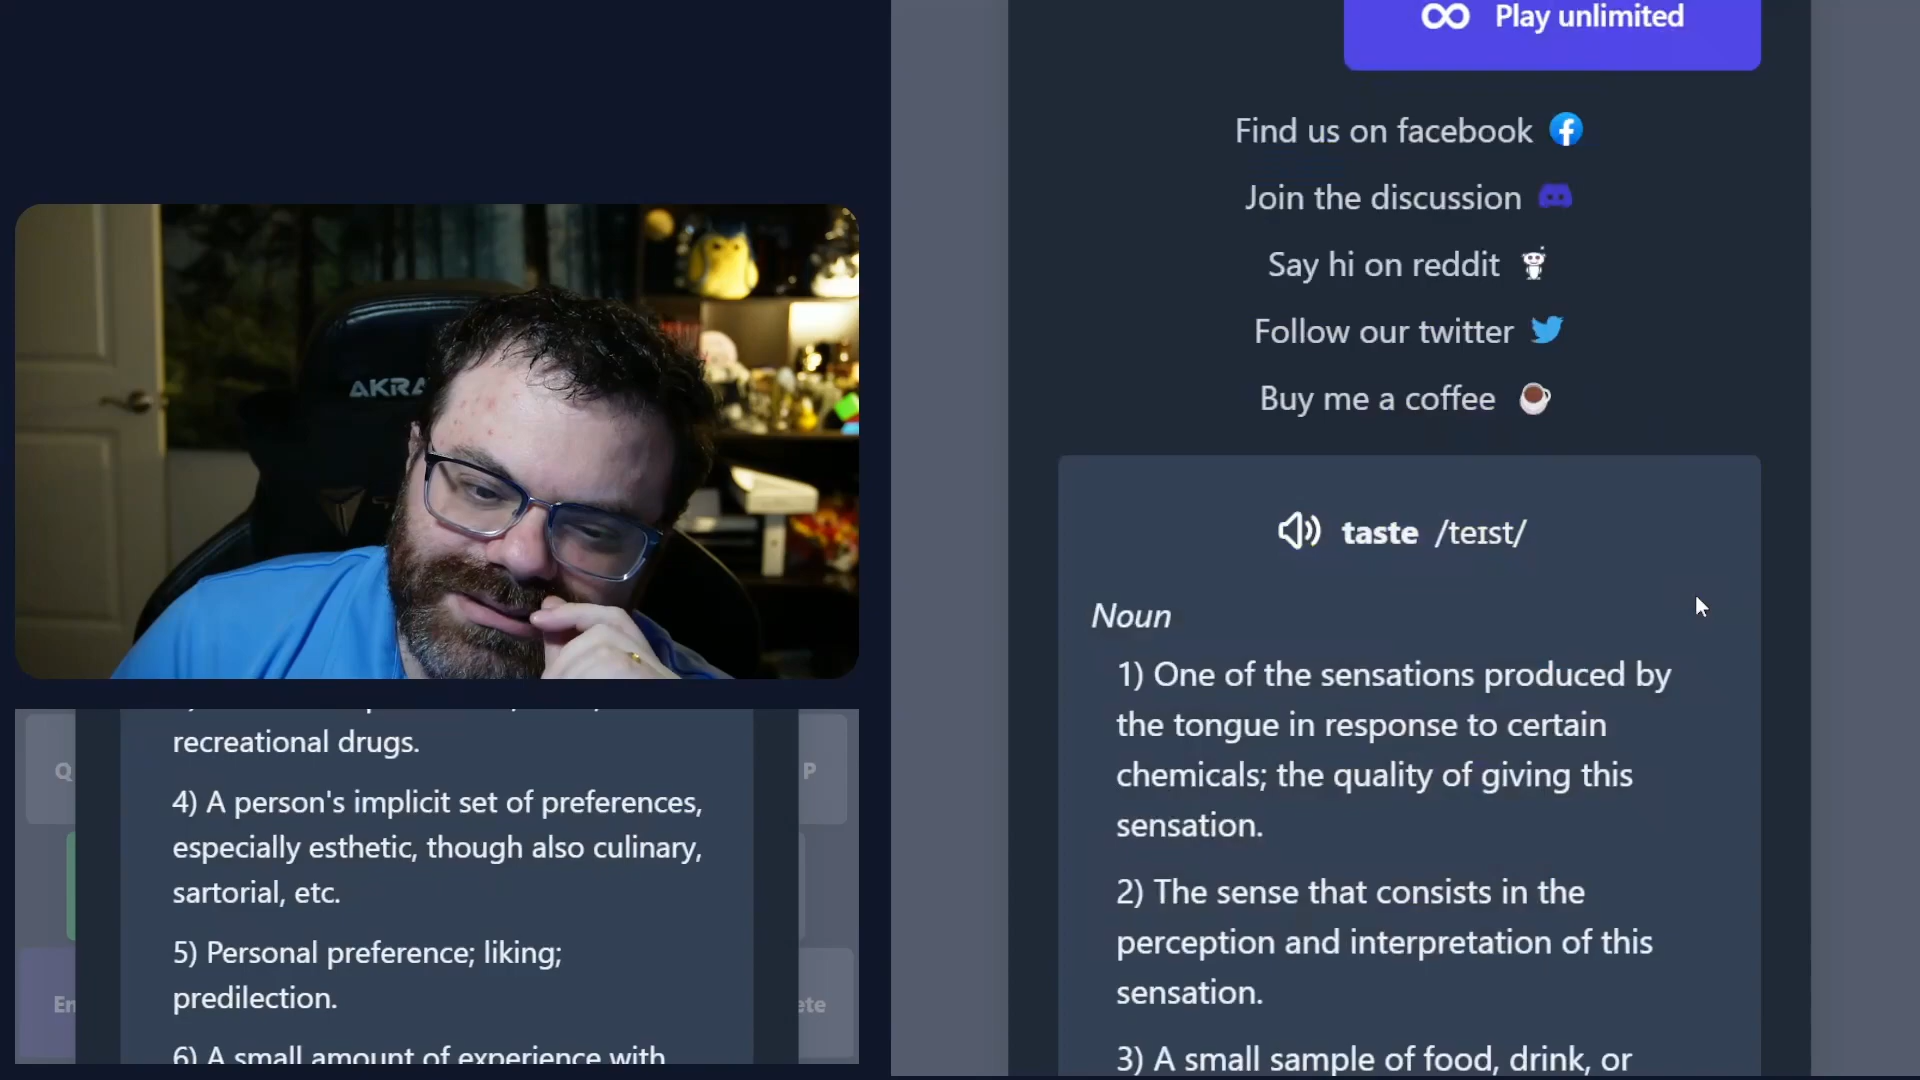 Play unlimited
Find us on facebook
Join the discussion
Say hi on reddit
Follow our twitter
Buy me a coffee
taste /teɪst/
Noun
1) One of the sensations produced by
the tongue in response to certain
chemicals; the quality of giving this
sensation.
2) The sense that consists in the
perception and interpretation of this
sensation.
3) A small sample of food, drink, or
AKRA
recreational drugs.
4) A person's implicit set of preferences,
especially esthetic, though also culinary,
sartorial, etc.
5) Personal preference; liking;
predilection.
6) A small amount of experience with
Q
P
En
ete